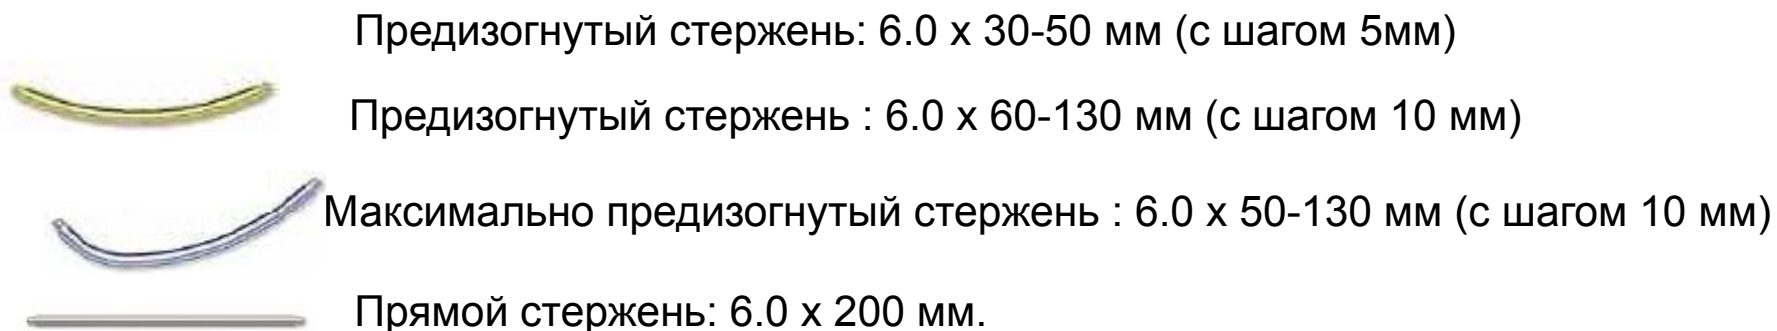 Предизогнутый стержень: 6.0 x 30-50 мм (с шагом 5мм)
Предизогнутый стержень : 6.0 x 60-130 мм (с шагом 10 мм)
Максимально предизогнутый стержень : 6.0 x 50-130 мм (с шагом 10 мм)
Прямой стержень: 6.0 x 200 мм.